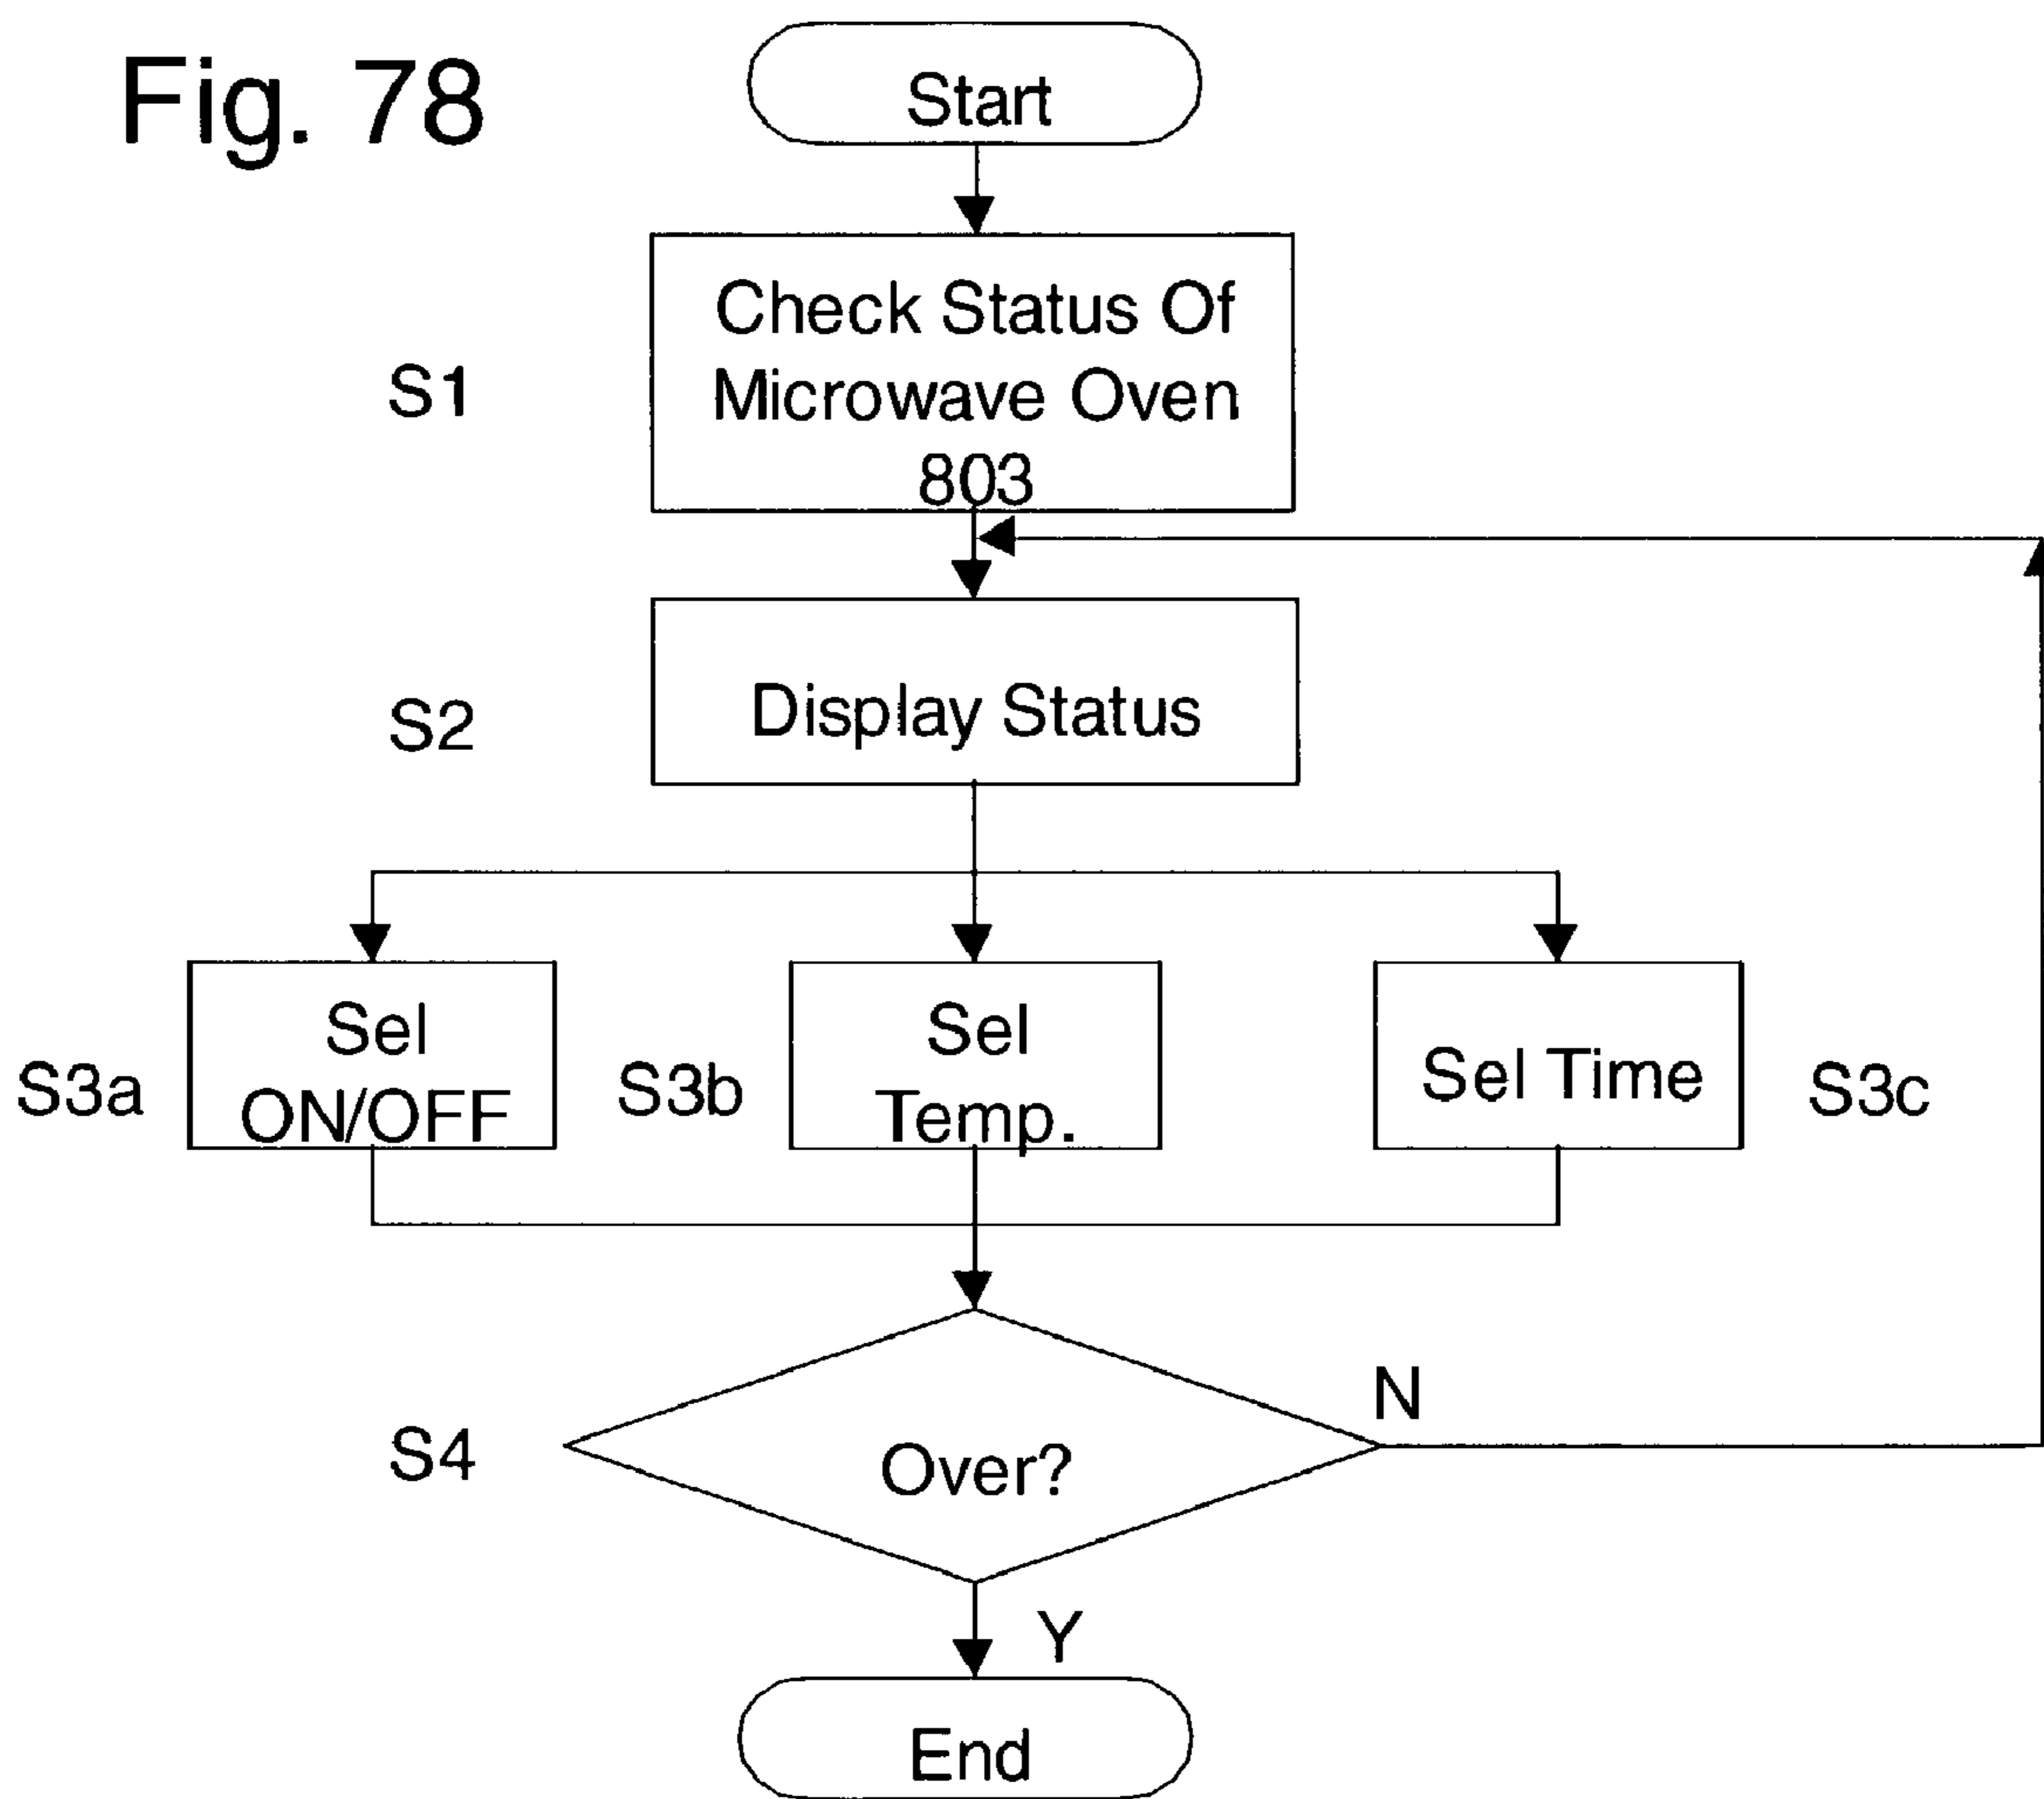 Fig. 78
Start
S1
Check Status Of
Microwave Oven
803
S2
Display Status
S3a
Sel
ON/OFF
S3b
Sel
Temp.
Sel Time
S3c
S4
Over?
N
Y
End